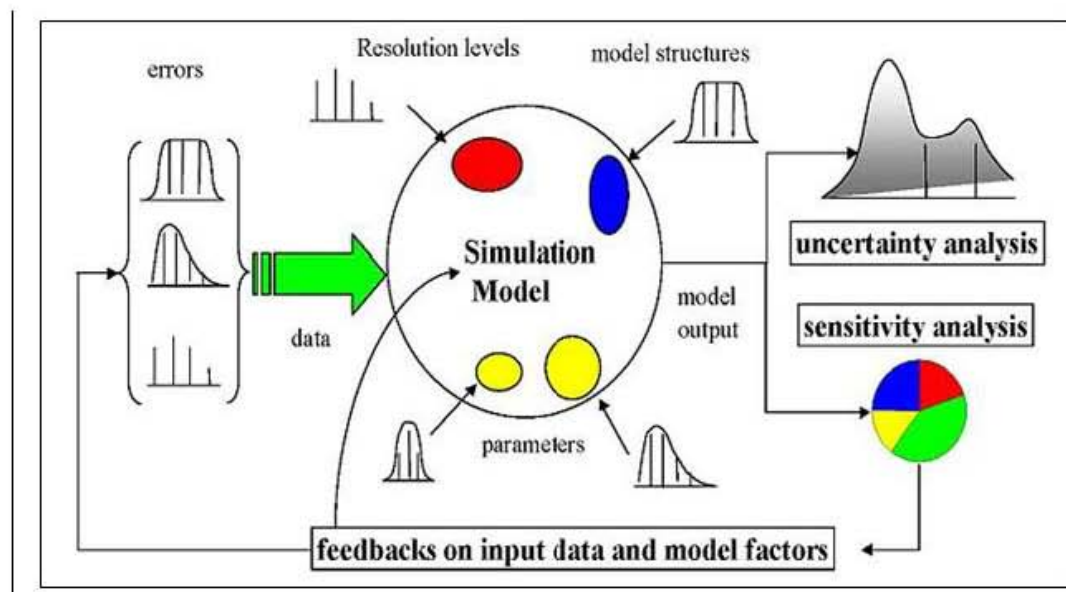 Resolution levels
model structures
errors
Simulation
Model
uncertainty analysis
data
model
output
sensitivity analysis
parameters
feedbacks on input data and model factors